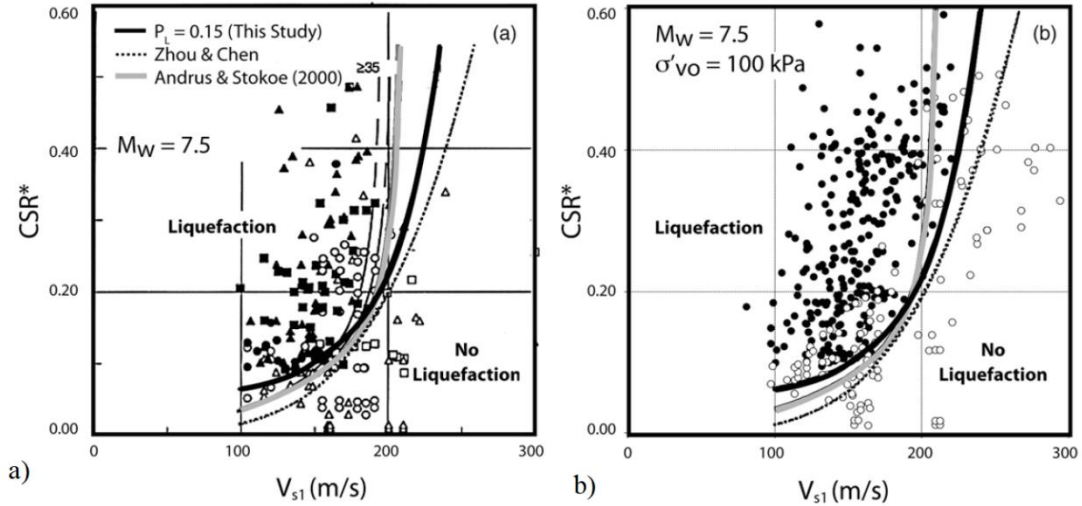 0.60
0.40
0.20
0.00
CSR*
(a)
P_L = 0.15 (This Study)
Zhou & Chen
Andrus & Stokoe (2000)
≥35
M_W = 7.5
Liquefaction
No
Liquefaction
0
100
200
300
V_s1 (m/s)
a)
0.60
0.40
0.20
0.00
CSR*
(b)
M_W = 7.5
σ'_VO = 100 kPa
Liquefaction
No
Liquefaction
0
100
200
300
V_s1 (m/s)
b)